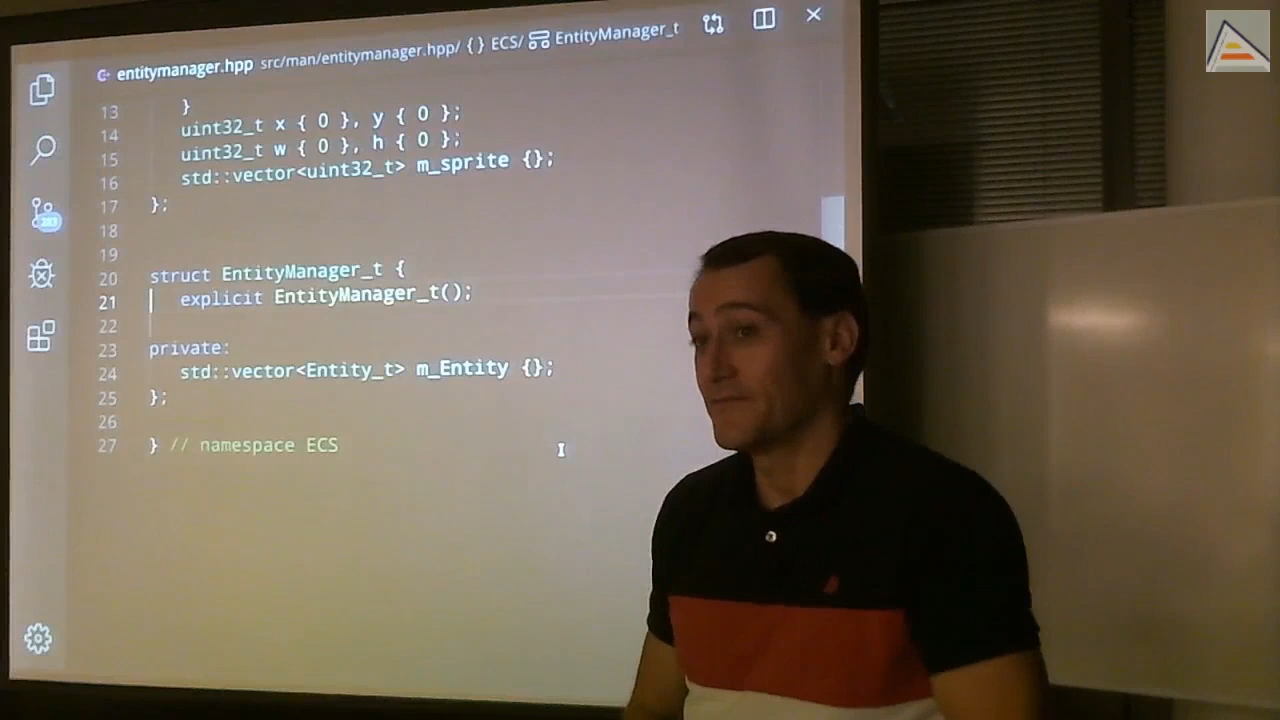 entitymanager.hpp src/man/entitymanager.hpp/ {} ECS/ EntityManager_t
13 }
14 uint32_t x { 0 }, y { 0 };
15 uint32_t w { 0 }, h { 0 };
16 std::vector<uint32_t> m_sprite {};
17 };
18
19
20 struct EntityManager_t {
21 explicit EntityManager_t();
22
23 private:
24 std::vector<Entity_t> m_Entity {};
25 };
26
27 } // namespace ECS